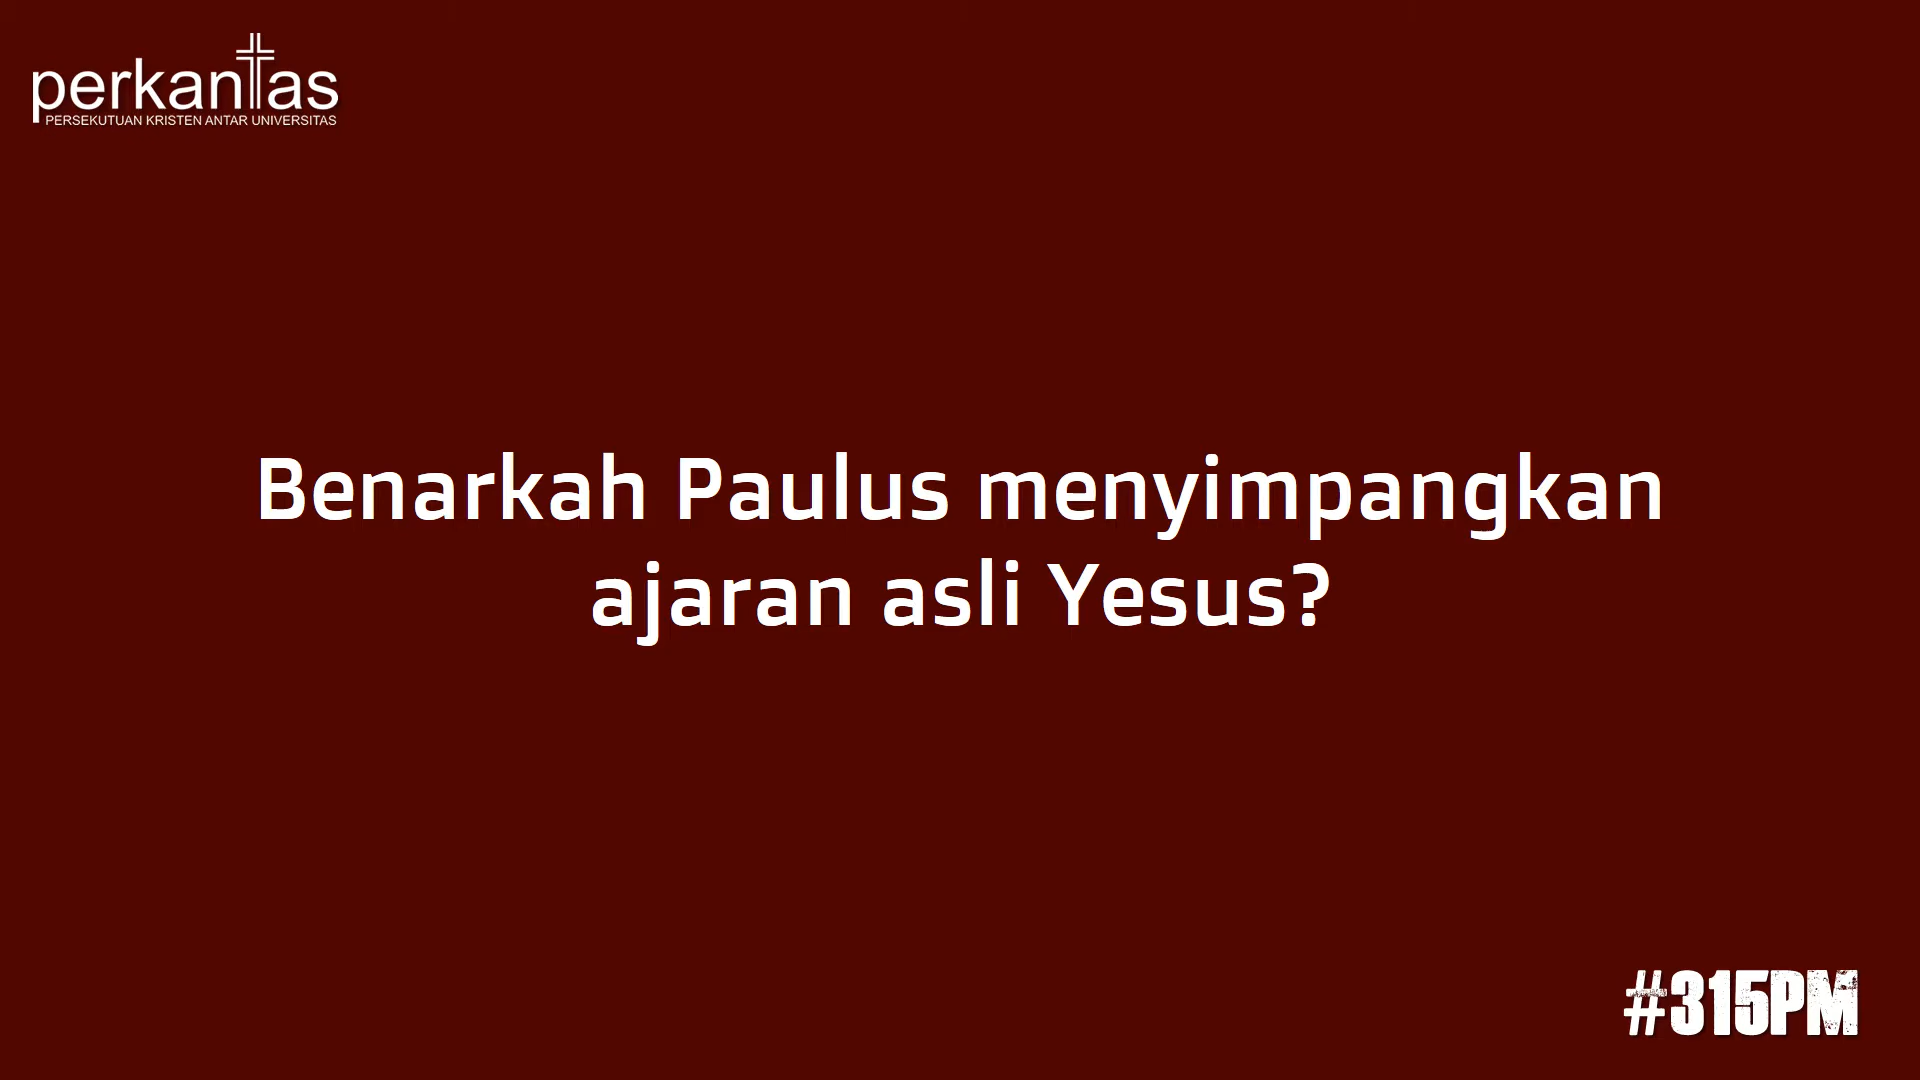 perkantas
PERSEKUTUAN KRISTEN ANTAR UNIVERSITAS
Benarkah Paulus menyimpangkan
ajaran asli Yesus?
#315PM